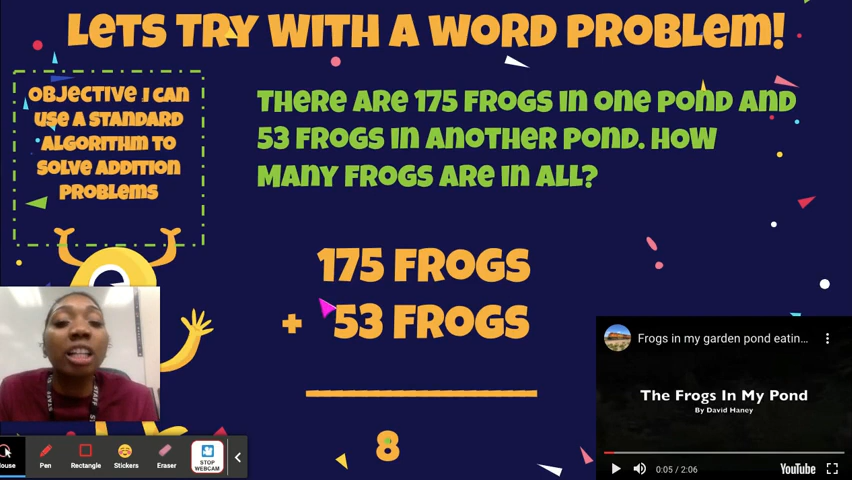 LETS TRY WITH A WORD PROBLEM!
OBJECTIVE I CAN
USE A STANDARD
ALGORITHM TO
SOLVE ADDITION
PROBLEMS
THERE ARE 175 FROGS IN ONE POND AND
53 FROGS IN ANOTHER POND. HOW
MANY FROGS ARE IN ALL?
175 FROGS
+ 53 FROGS
8
Frogs in my garden pond eatin...
The Frogs In My Pond
By David Haney
0:05 / 2:06
YouTube
STAFF
Mouse
Pen
Rectangle
Stickers
Eraser
STOP
WEBCAM